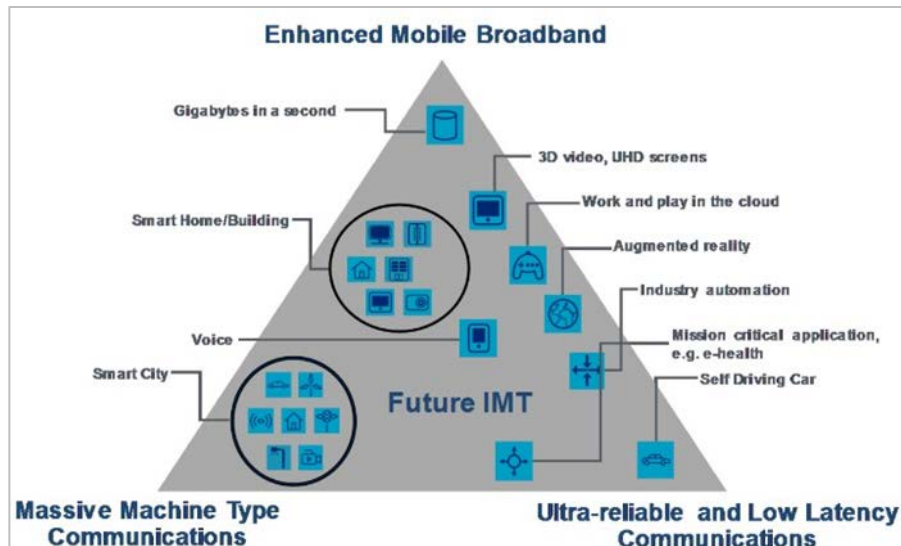 Enhanced Mobile Broadband
Gigabytes in a second
3D video, UHD screens
Smart Home/Building
Work and play in the cloud
Augmented reality
Industry automation
Voice
Mission critical application,
e.g. e-health
Smart City
Self Driving Car
Future IMT
Massive Machine Type
Communications
Ultra-reliable and Low Latency
Communications